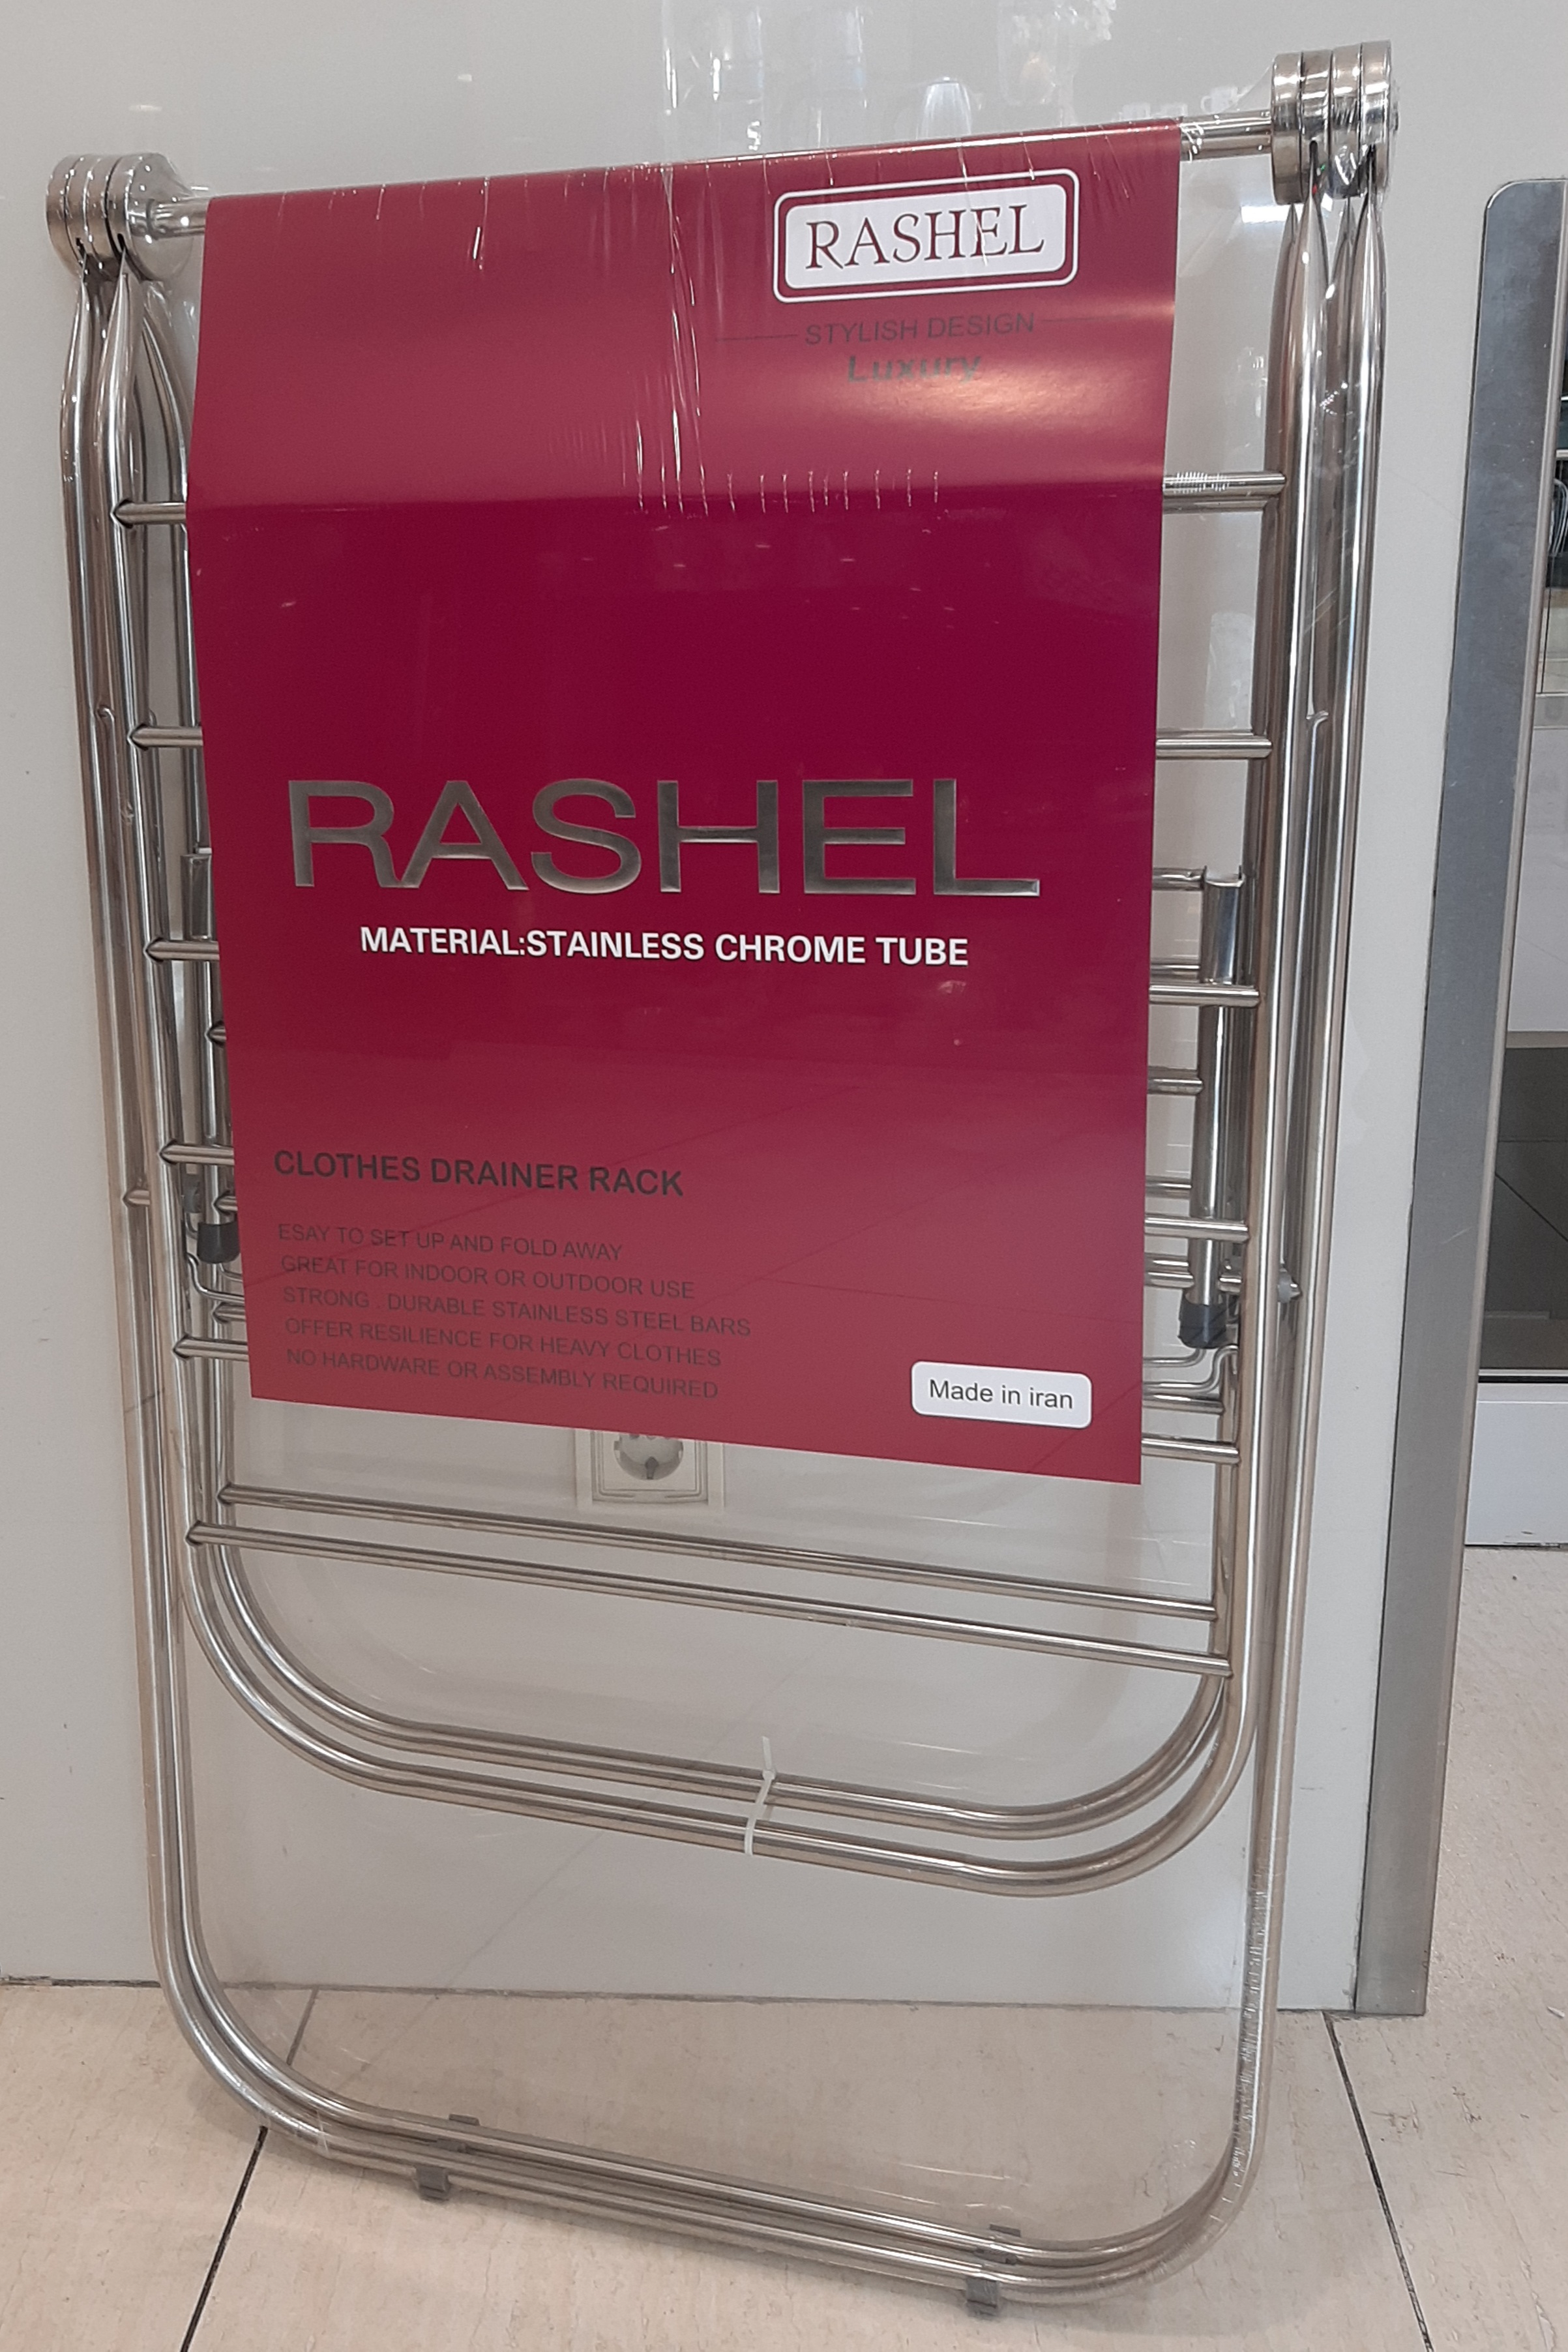 RASHEL
STYLISH DESIGN
Luxury
RASHEL
MATERIAL:STAINLESS CHROME TUBE
CLOTHES DRAINER RACK
ESAY TO SET UP AND FOLD AWAY
GREAT FOR INDOOR OR OUTDOOR USE
STRONG . DURABLE STAINLESS STEEL BARS
OFFER RESILIENCE FOR HEAVY CLOTHES
NO HARDWARE OR ASSEMBLY REQUIRED
Made in iran